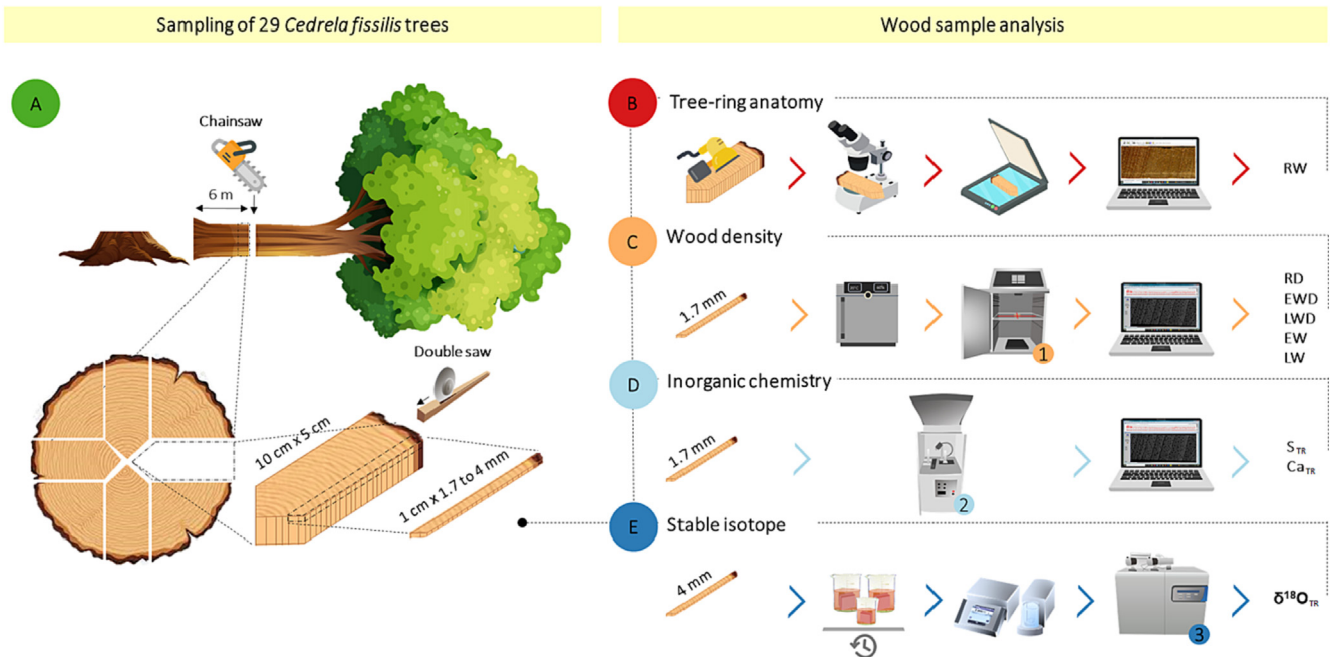 Sampling of 29 Cedrela fissilis trees
Wood sample analysis
A
Chainsaw
6 m
Double saw
10 cm x 5 cm
1 cm x 1.7 to 4 mm
B
Tree-ring anatomy
RW
C
Wood density
1.7 mm
1
RD
EWD
LWD
EW
LW
D
Inorganic chemistry
1.7 mm
2
STR
CaTR
E
Stable isotope
4 mm
3
δ¹⁸OTR